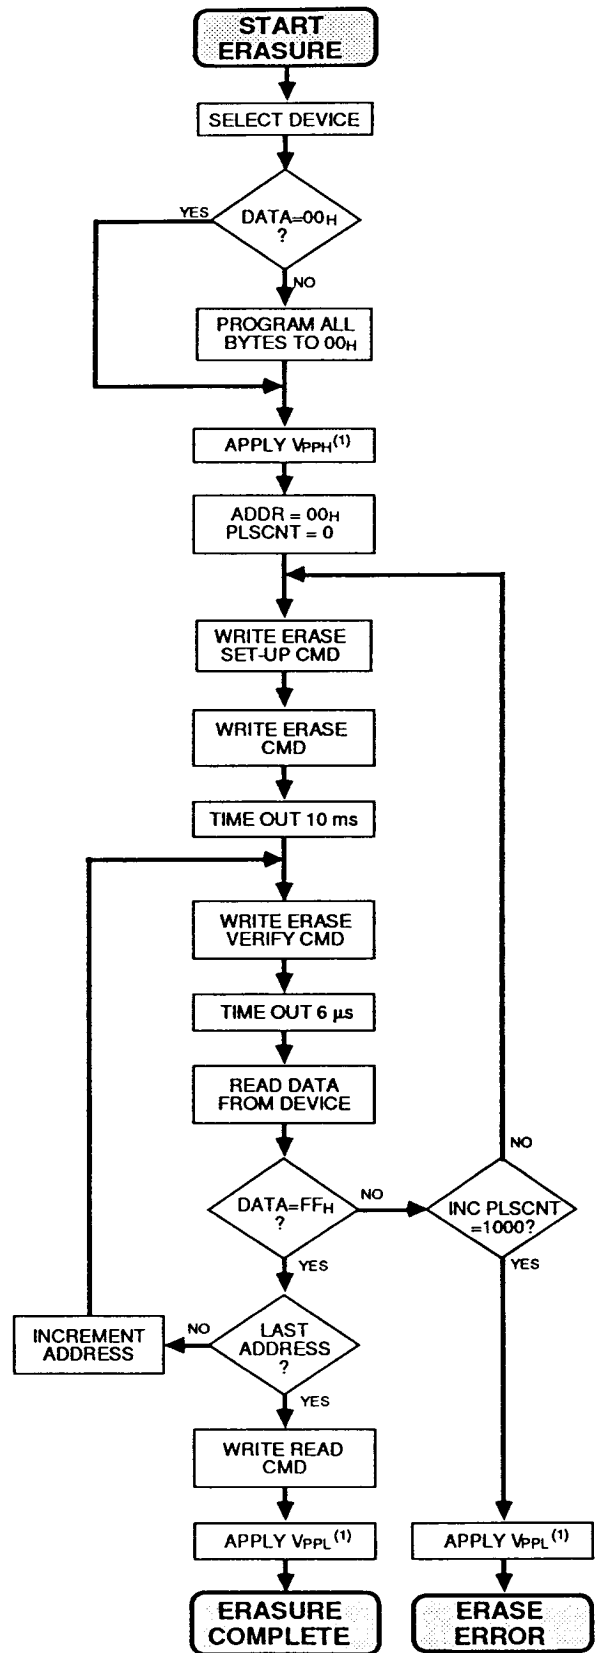 START
ERASURE
SELECT DEVICE
YES
DATA=00H
?
NO
PROGRAM ALL
BYTES TO 00H
APPLY VPPH(1)
ADDR = 00H
PLSCNT = 0
WRITE ERASE
SET-UP CMD
WRITE ERASE
CMD
TIME OUT 10 ms
WRITE ERASE
VERIFY CMD
TIME OUT 6 µs
READ DATA
FROM DEVICE
DATA=FFH
?
NO
NO
INC PLSCNT
=1000?
YES
YES
INCREMENT
ADDRESS
NO
LAST
ADDRESS
?
YES
WRITE READ
CMD
APPLY VPPL(1)
APPLY VPPL(1)
ERASURE
COMPLETE
ERASE
ERROR